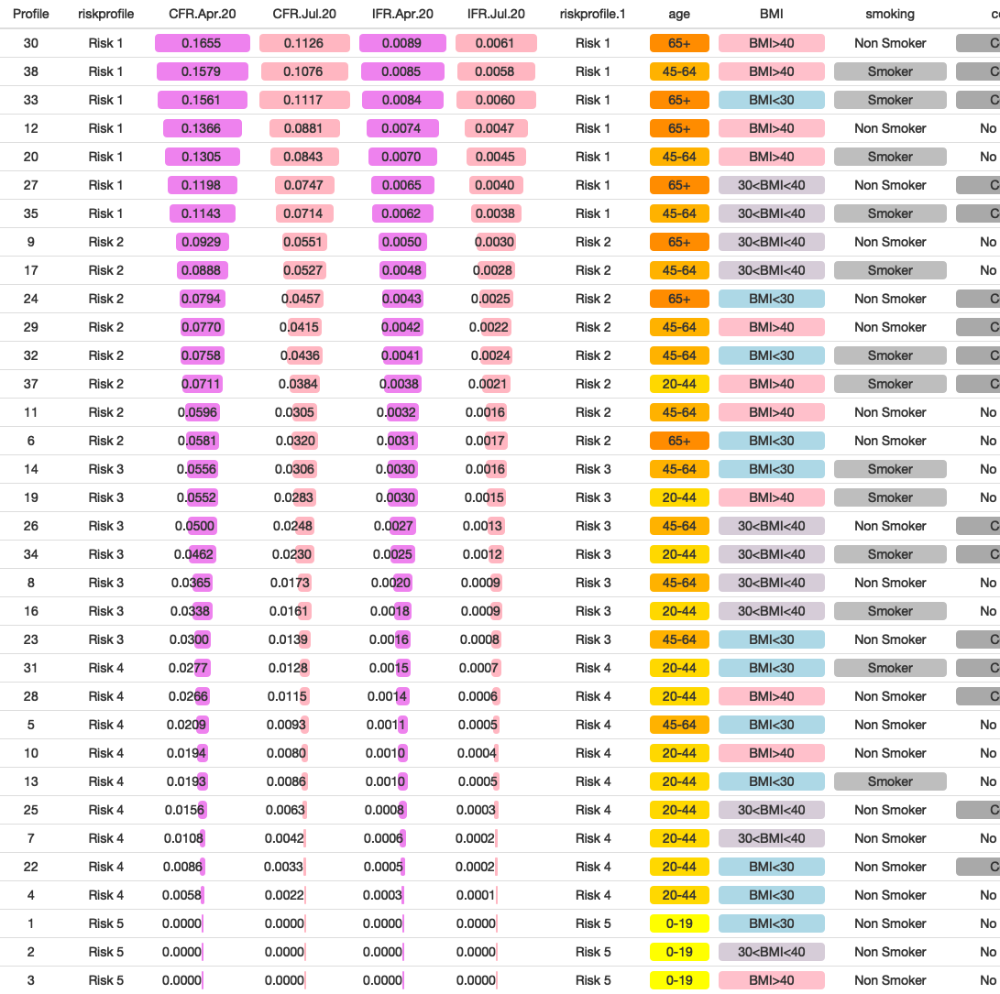 Profile riskprofile CFR.Apr.20 CFR.Jul.20 IFR.Apr.20 IFR.Jul.20 riskprofile.1 age BMI smoking
30 Risk 1 0.1655 0.1126 0.0089 0.0061 Risk 1 65+ BMI>40 Non Smoker
38 Risk 1 0.1579 0.1076 0.0085 0.0058 Risk 1 45-64 BMI>40 Smoker
33 Risk 1 0.1561 0.1117 0.0084 0.0060 Risk 1 65+ BMI<30 Smoker
12 Risk 1 0.1366 0.0881 0.0074 0.0047 Risk 1 65+ BMI>40 Non Smoker No
20 Risk 1 0.1305 0.0843 0.0070 0.0045 Risk 1 45-64 BMI>40 Smoker No
27 Risk 1 0.1198 0.0747 0.0065 0.0040 Risk 1 65+ 30<BMI<40 Non Smoker
35 Risk 1 0.1143 0.0714 0.0062 0.0038 Risk 1 45-64 30<BMI<40 Smoker
9 Risk 2 0.0929 0.0551 0.0050 0.0030 Risk 2 65+ 30<BMI<40 Non Smoker No
17 Risk 2 0.0888 0.0527 0.0048 0.0028 Risk 2 45-64 30<BMI<40 Smoker No
24 Risk 2 0.0794 0.0457 0.0043 0.0025 Risk 2 65+ BMI<30 Non Smoker
29 Risk 2 0.0770 0.0415 0.0042 0.0022 Risk 2 45-64 BMI>40 Non Smoker
32 Risk 2 0.0758 0.0436 0.0041 0.0024 Risk 2 45-64 BMI<30 Smoker
37 Risk 2 0.0711 0.0384 0.0038 0.0021 Risk 2 20-44 BMI>40 Smoker
11 Risk 2 0.0596 0.0305 0.0032 0.0016 Risk 2 45-64 BMI>40 Non Smoker No
6 Risk 2 0.0581 0.0320 0.0031 0.0017 Risk 2 65+ BMI<30 Non Smoker No
14 Risk 3 0.0556 0.0306 0.0030 0.0016 Risk 3 45-64 BMI<30 Smoker No
19 Risk 3 0.0552 0.0283 0.0030 0.0015 Risk 3 20-44 BMI>40 Smoker No
26 Risk 3 0.0500 0.0248 0.0027 0.0013 Risk 3 45-64 30<BMI<40 Non Smoker
34 Risk 3 0.0462 0.0230 0.0025 0.0012 Risk 3 20-44 30<BMI<40 Smoker
8 Risk 3 0.0365 0.0173 0.0020 0.0009 Risk 3 45-64 30<BMI<40 Non Smoker No
16 Risk 3 0.0338 0.0161 0.0018 0.0009 Risk 3 20-44 30<BMI<40 Smoker No
23 Risk 3 0.0300 0.0139 0.0016 0.0008 Risk 3 45-64 BMI<30 Non Smoker
31 Risk 4 0.0277 0.0128 0.0015 0.0007 Risk 4 20-44 BMI<30 Smoker
28 Risk 4 0.0266 0.0115 0.0014 0.0006 Risk 4 20-44 BMI>40 Non Smoker
5 Risk 4 0.0209 0.0093 0.0011 0.0005 Risk 4 45-64 BMI<30 Non Smoker No
10 Risk 4 0.0194 0.0080 0.0010 0.0004 Risk 4 20-44 BMI>40 Non Smoker No
13 Risk 4 0.0193 0.0086 0.0010 0.0005 Risk 4 20-44 BMI<30 Smoker No
25 Risk 4 0.0156 0.0063 0.0008 0.0003 Risk 4 20-44 30<BMI<40 Non Smoker
7 Risk 4 0.0108 0.0042 0.0006 0.0002 Risk 4 20-44 30<BMI<40 Non Smoker No
22 Risk 4 0.0086 0.0033 0.0005 0.0002 Risk 4 20-44 BMI<30 Non Smoker
4 Risk 4 0.0058 0.0022 0.0003 0.0001 Risk 4 20-44 BMI<30 Non Smoker No
1 Risk 5 0.0000 0.0000 0.0000 0.0000 Risk 5 0-19 BMI<30 Non Smoker No
2 Risk 5 0.0000 0.0000 0.0000 0.0000 Risk 5 0-19 30<BMI<40 Non Smoker No
3 Risk 5 0.0000 0.0000 0.0000 0.0000 Risk 5 0-19 BMI>40 Non Smoker No